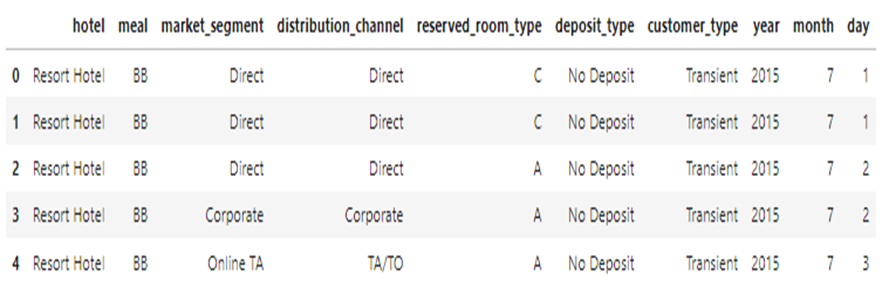 hotel meal market_segment distribution_channel reserved_room_type deposit_type customer_type year month day
0 Resort Hotel BB Direct Direct C No Deposit Transient 2015 7 1
1 Resort Hotel BB Direct Direct C No Deposit Transient 2015 7 1
2 Resort Hotel BB Direct Direct A No Deposit Transient 2015 7 2
3 Resort Hotel BB Corporate Corporate A No Deposit Transient 2015 7 2
4 Resort Hotel BB Online TA TA/TO A No Deposit Transient 2015 7 3